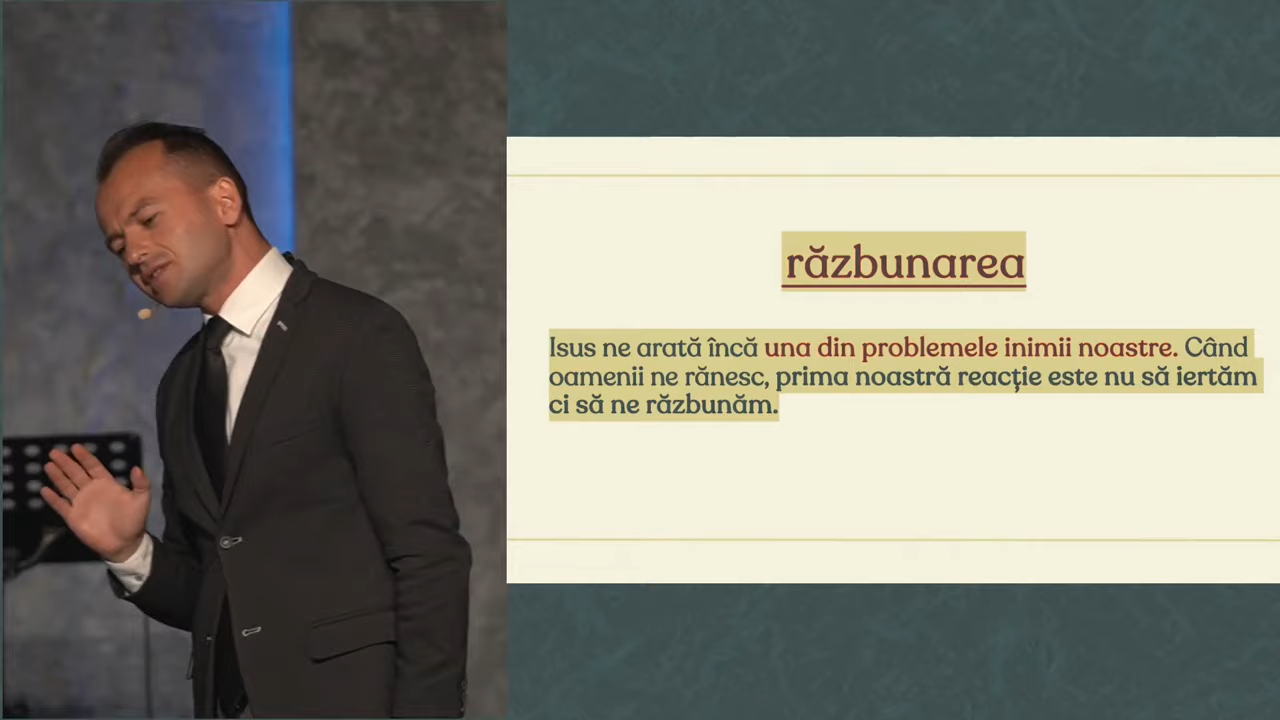 răzbunarea
Isus ne arată încă una din problemele inimii noastre. Când
oamenii ne rănesc, prima noastră reacție este nu să iertăm
ci să ne răzbunăm.